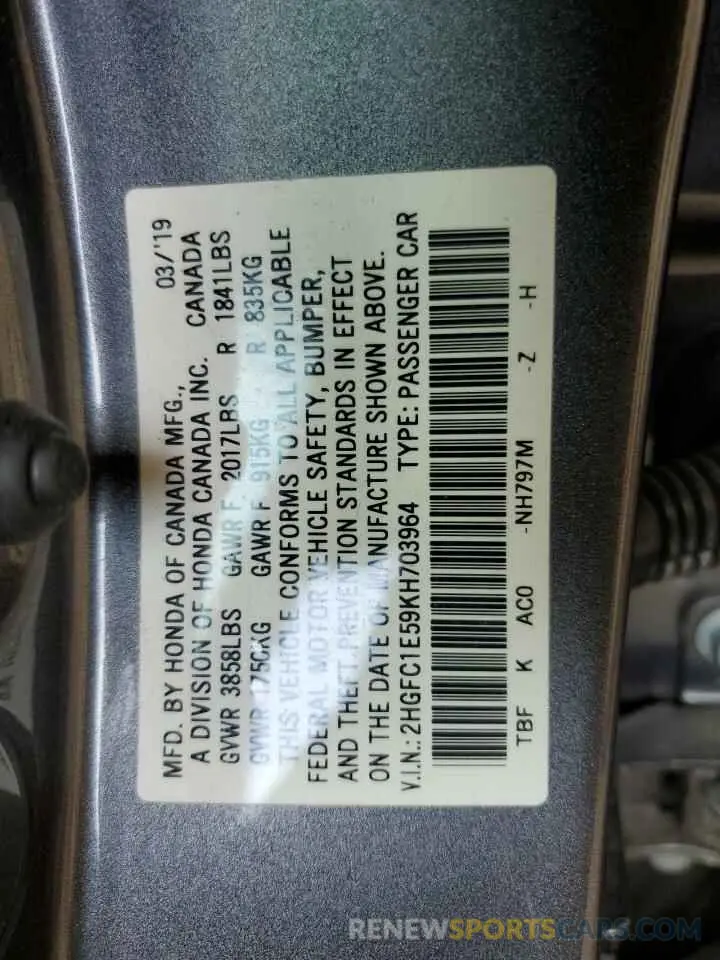 MFD. BY HONDA OF CANADA MFG., 03/'19
A DIVISION OF HONDA CANADA INC. CANADA
GVWR 3858LBS GAWR F 2017LBS R 1841LBS
GVWR 1750KG GAWR F 915KG R 835KG
THIS VEHICLE CONFORMS TO ALL APPLICABLE
FEDERAL MOTOR VEHICLE SAFETY, BUMPER,
AND THEFT PREVENTION STANDARDS IN EFFECT
ON THE DATE OF MANUFACTURE SHOWN ABOVE.
V.I.N.: 2HGFC1E59KH703964 TYPE: PASSENGER CAR
TBF K AC0 -NH797M -Z -H
RENEWSPORTSCARS.COM